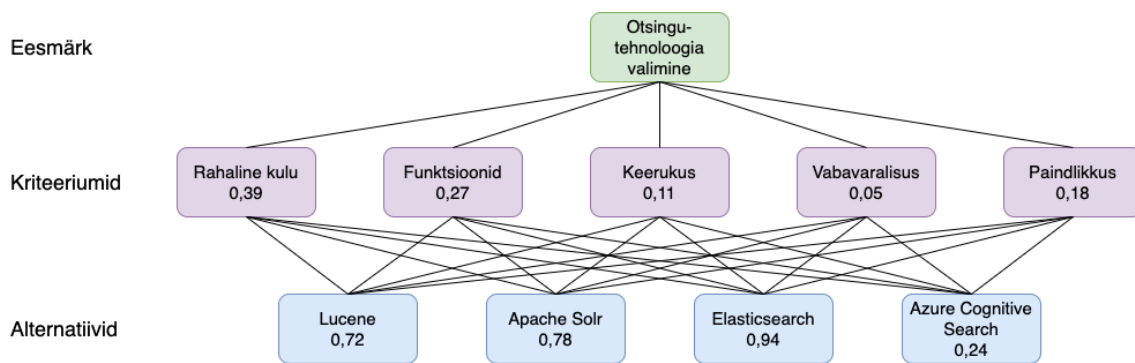 Eesmärk
Otsingu-
tehnoloogia
valimine
Kriteeriumid
Rahaline kulu
0,39
Funktsioonid
0,27
Keerukus
0,11
Vabavaralisus
0,05
Paindlikkus
0,18
Alternatiivid
Lucene
0,72
Apache Solr
0,78
Elasticsearch
0,94
Azure Cognitive
Search
0,24